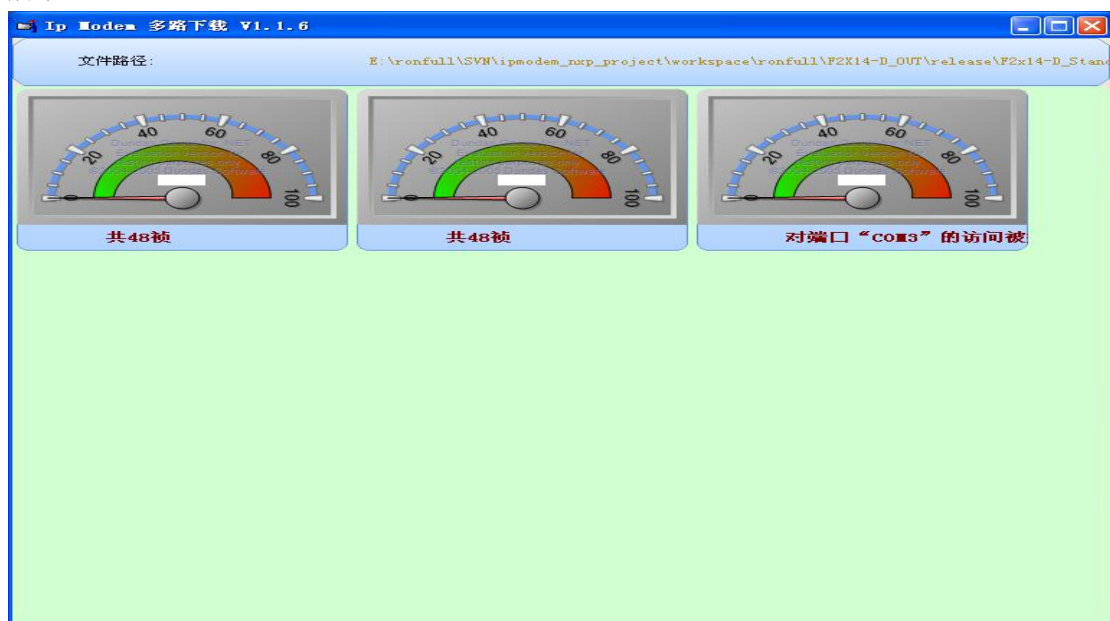 Ip Modem 多路下载 V1.1.6
文件路径:
E:\ronfull\SVN\ipmodem_nxp_project\workspace\ronfull\F2X14-D_OUT\release\F2x14-D_Stan
20 40 60 80 100
20 40 60 80 100
20 40 60 80 100
共48祯
共48祯
对端口“COM3”的访问被